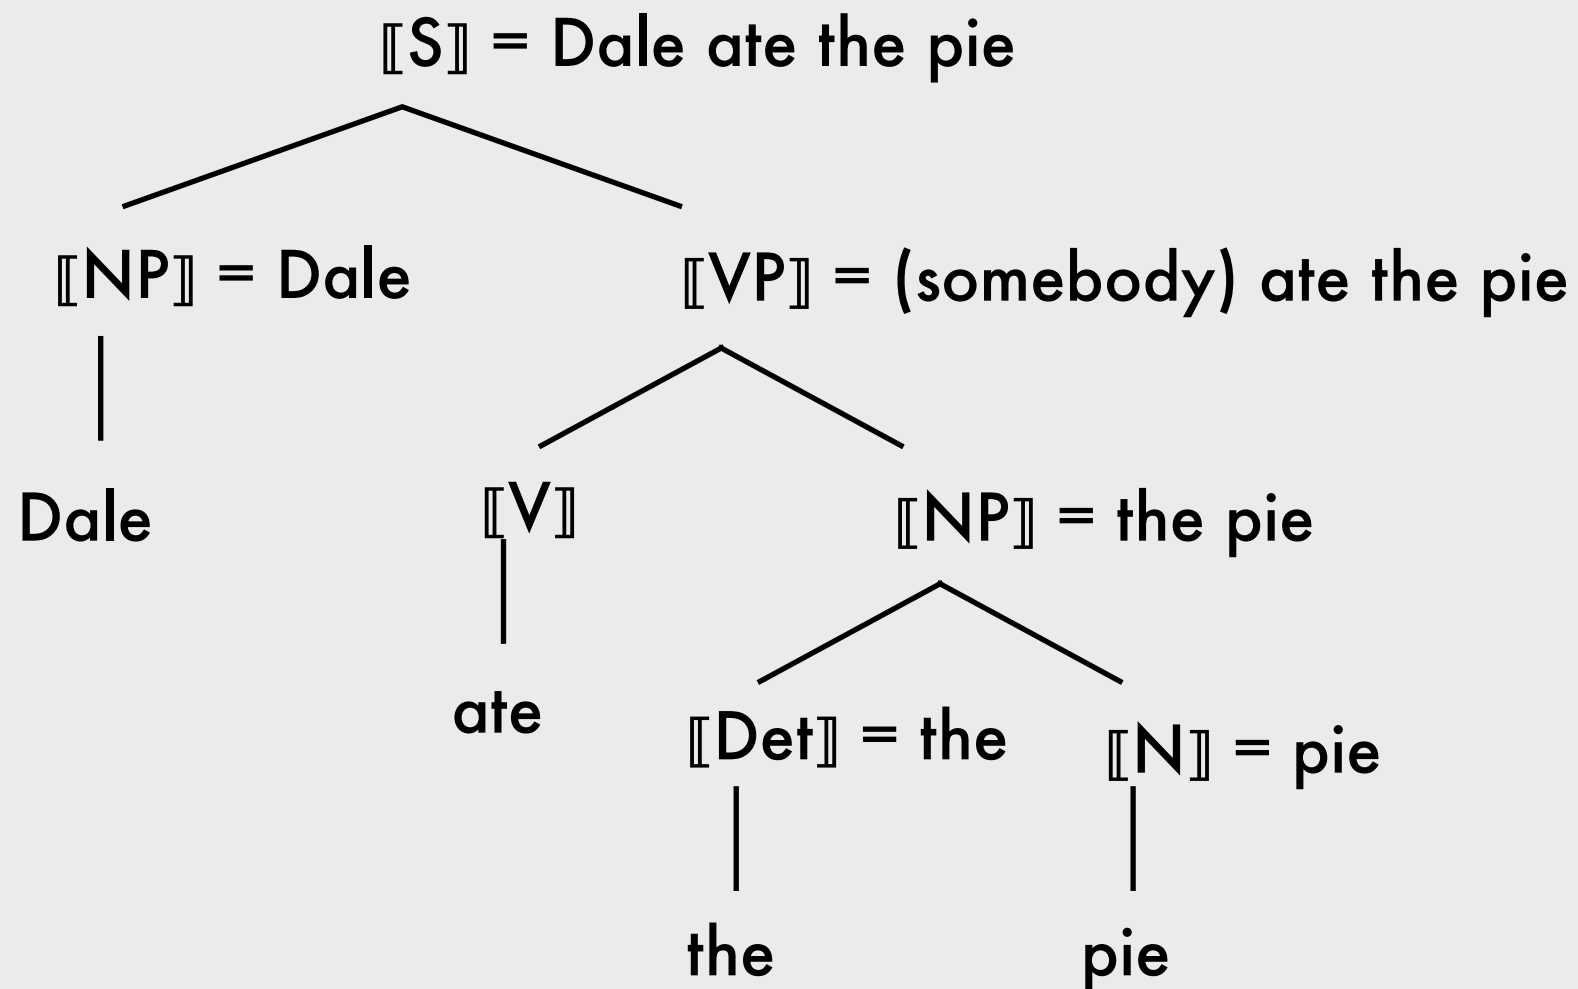 ⟦S⟧ = Dale ate the pie
⟦NP⟧ = Dale
⟦VP⟧ = (somebody) ate the pie
Dale
⟦V⟧
⟦NP⟧ = the pie
ate
⟦Det⟧ = the
⟦N⟧ = pie
the
pie